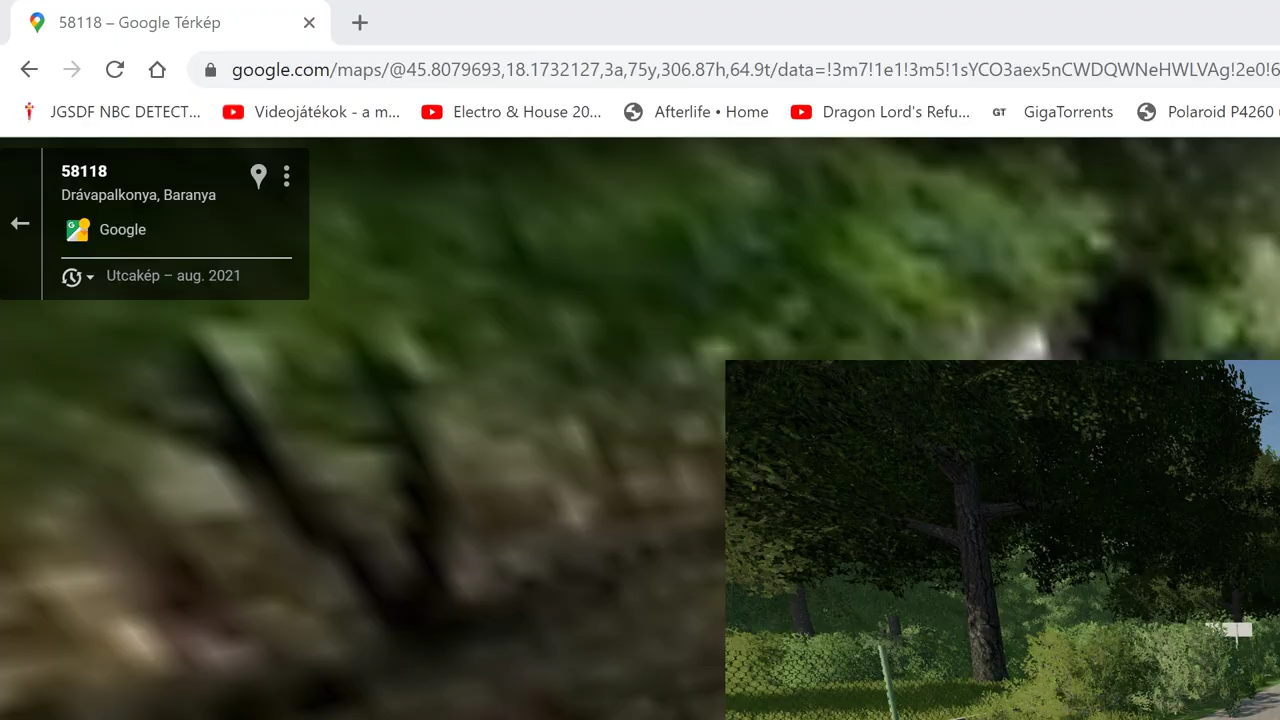 58118 – Google Térkép
google.com/maps/@45.8079693,18.1732127,3a,75y,306.87h,64.9t/data=!3m7!1e1!3m5!1sYCO3aex5nCWDQWNeHWLVAg!2e0!6
JGSDF NBC DETECT... Videojátékok - a m... Electro & House 20... Afterlife • Home Dragon Lord's Refu... GT GigaTorrents Polaroid P4260
58118
Drávapalkonya, Baranya
Google
Utcakép – aug. 2021